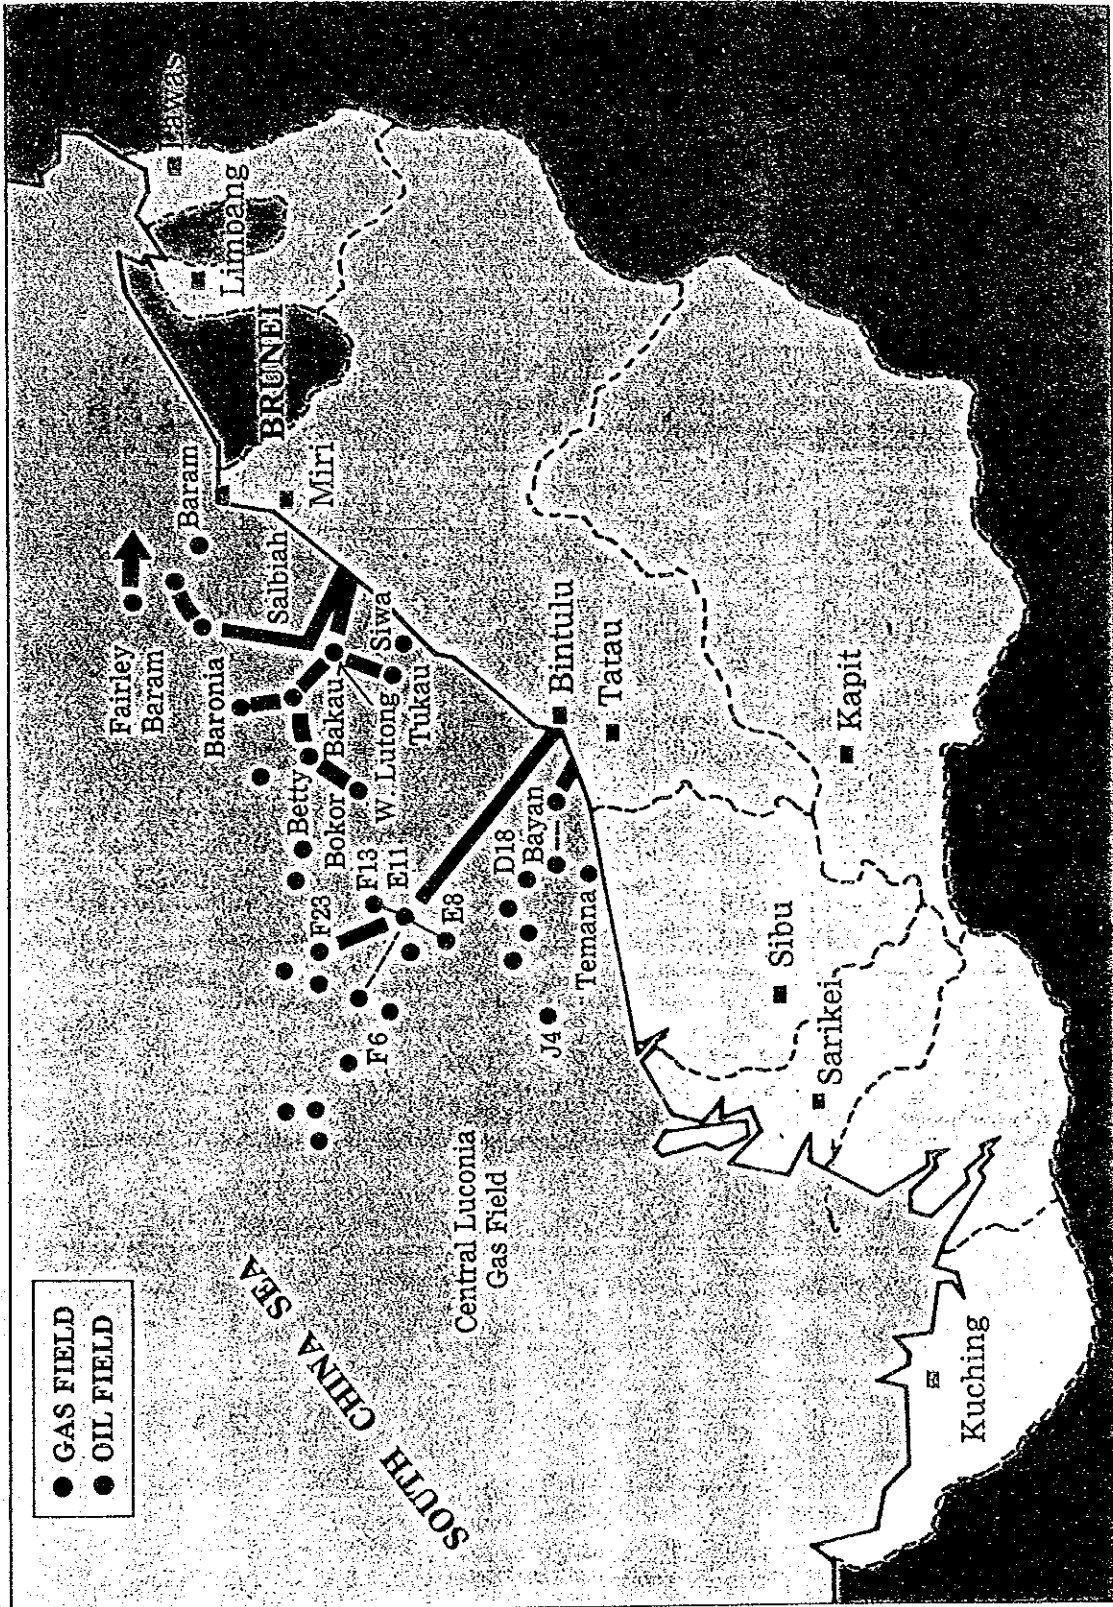 GAS FIELD
OIL FIELD
SOUTH CHINA SEA
Central Luconia
Gas Field
Farley
Baram
Baram
Baronia
Salbiah
Betty
Bokor
Bakau
W. Lutong
Tukau
Siwa
F23
F13
E11
E8
F6
D18
Bayan
Temana
J4
Lawas
Limbang
BRUNEI
Miri
Bintulu
Tatau
Kapit
Sibu
Sarikei
Kuching